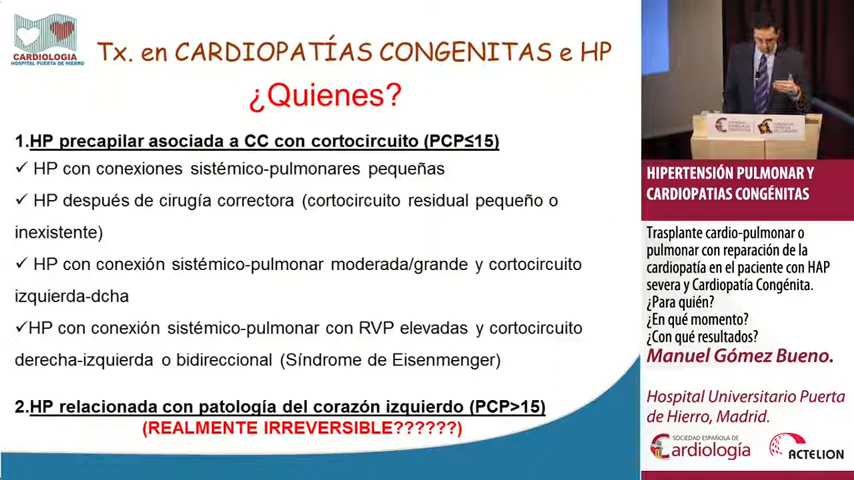 CARDIOLOGIA
HOSPITAL PUERTA DE HIERRO
Tx. en CARDIOPATÍAS CONGENITAS e HP
¿Quienes?
1.HP precapilar asociada a CC con cortocircuito (PCP≤15)
✓ HP con conexiones sistémico-pulmonares pequeñas
✓ HP después de cirugía correctora (cortocircuito residual pequeño o
inexistente)
✓ HP con conexión sistémico-pulmonar moderada/grande y cortocircuito
izquierda-dcha
✓HP con conexión sistémico-pulmonar con RVP elevadas y cortocircuito
derecha-izquierda o bidireccional (Síndrome de Eisenmenger)
2.HP relacionada con patología del corazón izquierdo (PCP>15)
(REALMENTE IRREVERSIBLE??????)
HIPERTENSIÓN PULMONAR Y
CARDIOPATIAS CONGÉNITAS
Trasplante cardio-pulmonar o
pulmonar con reparación de la
cardiopatía en el paciente con HAP
severa y Cardiopatía Congénita.
¿Para quién?
¿En qué momento?
¿Con qué resultados?
Manuel Gómez Bueno.
Hospital Universitario Puerta
de Hierro, Madrid.
SOCIEDAD ESPAÑOLA DE
Cardiología
ACTELION